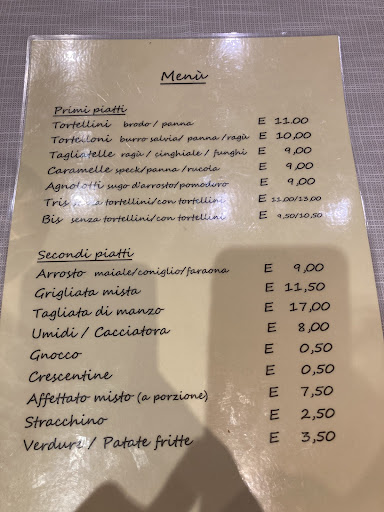 Menù
Primi piatti
Tortellini brodo / panna E 11.00
Tortelloni burro salvia/ panna /ragù E 10,00
Tagliatelle ragù / cinghiale / funghi E 9,00
Caramelle speck/panna /rucola E 9,00
Agnolotti sugo d'arrosto/pomodoro E 9,00
Tris senza tortellini/con tortellini E 11,00/13,00
Bis senza tortellini/con tortellini E 9,50/10,50
Secondi piatti
Arrosto maiale/coniglio/faraona E 9,00
Grigliata mista E 11,50
Tagliata di manzo E 17,00
Umidi / Cacciatora E 8,00
Gnocco E 0,50
Crescentine E 0,50
Affettato misto (a porzione) E 7,50
Stracchino E 2,50
Verdure / Patate fritte E 3,50